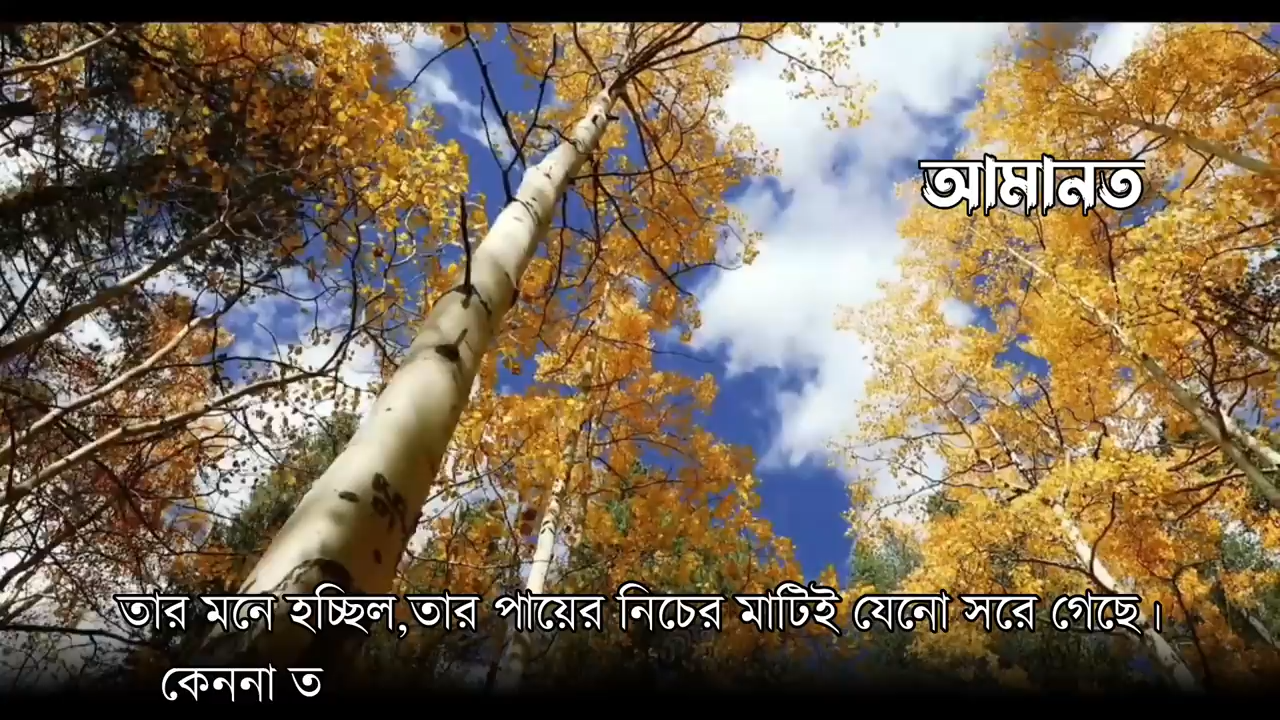 আমানত
তার মনে হচ্ছিল,তার পায়ের নিচের মাটিই যেনো সরে গেছে।
কেননা ত